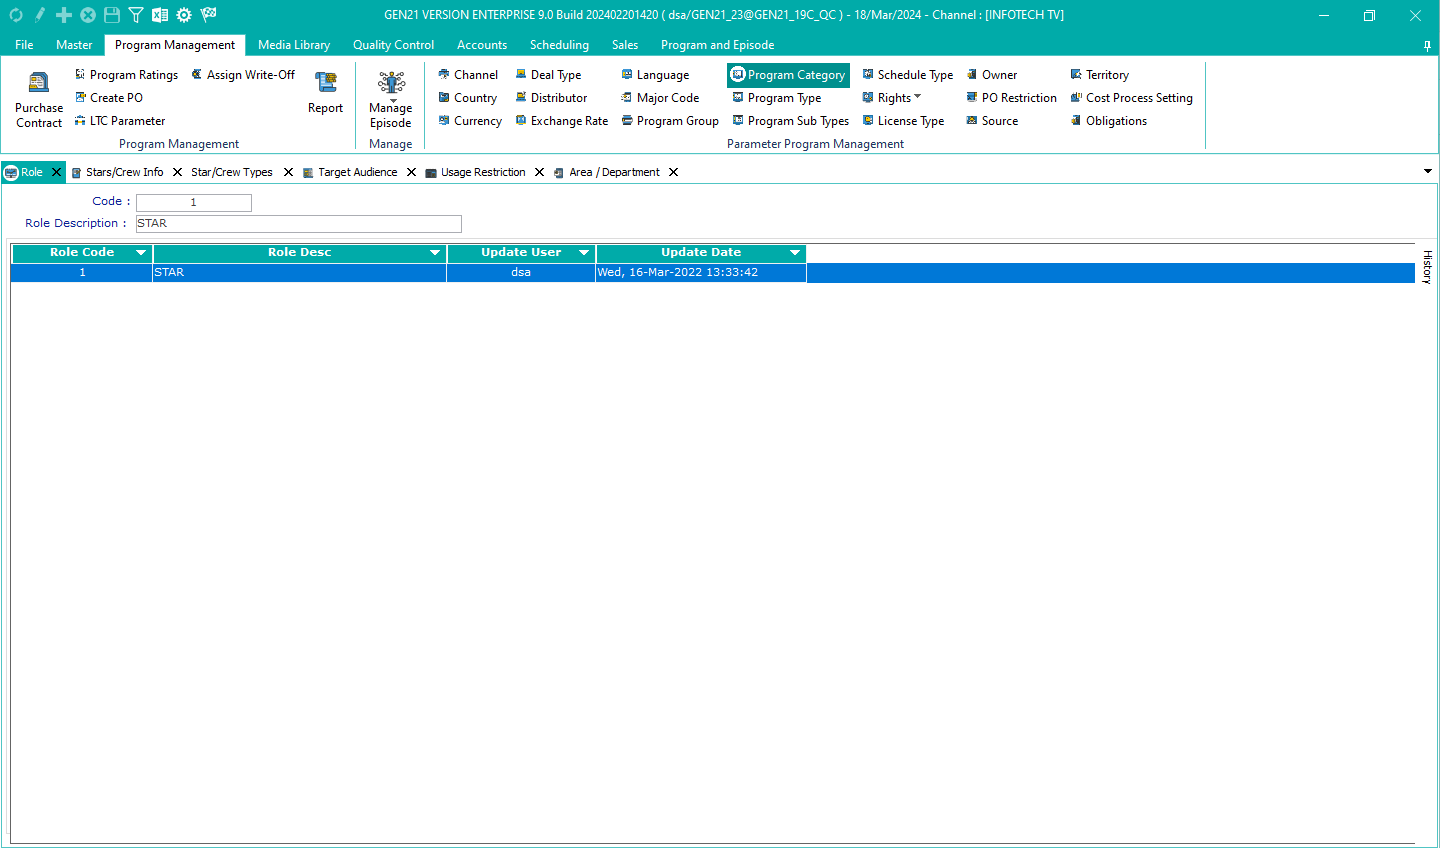 GEN21 VERSION ENTERPRISE 9.0 Build 202402201420 ( dsa/GEN21_23@GEN21_19C_QC ) - 18/Mar/2024 - Channel : [INFOTECH TV]
File Master Program Management Media Library Quality Control Accounts Scheduling Sales Program and Episode
Program Ratings Assign Write-Off Channel Deal Type Language Program Category Schedule Type Owner Territory
Purchase Contract Create PO Report Manage Episode Country Distributor Major Code Program Type Rights PO Restriction Cost Process Setting
LTC Parameter Currency Exchange Rate Program Group Program Sub Types License Type Source Obligations
Program Management Manage Parameter Program Management
Role Stars/Crew Info Star/Crew Types Target Audience Usage Restriction Area / Department
Code : 1
Role Description : STAR
Role Code Role Desc Update User Update Date
1 STAR dsa Wed, 16-Mar-2022 13:33:42
History